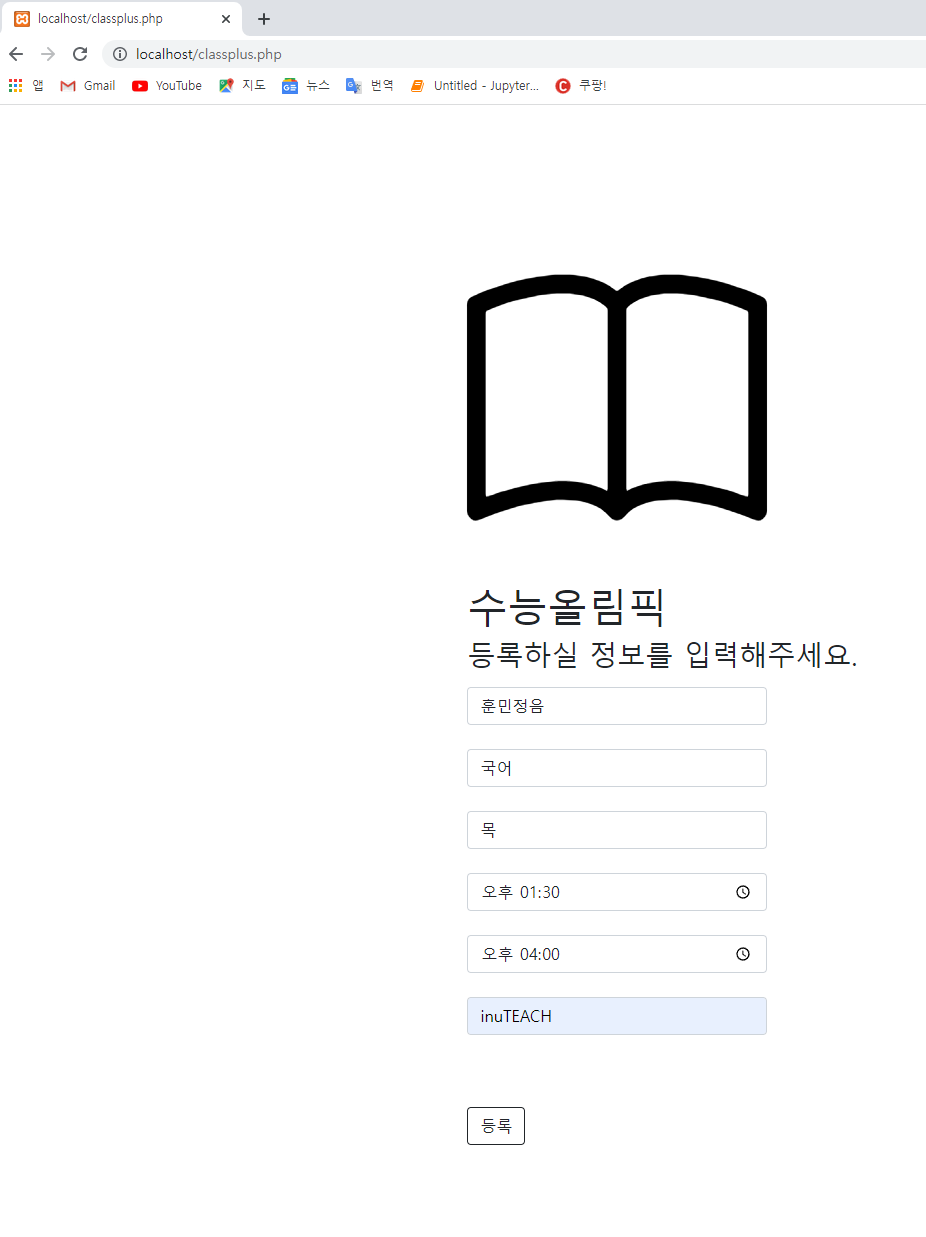 localhost/classplus.php
localhost/classplus.php
앱 Gmail YouTube 지도 뉴스 번역 Untitled - Jupyter... 쿠팡!
수능올림픽
등록하실 정보를 입력해주세요.
훈민정음
국어
목
오후 01:30
오후 04:00
inuTEACH
등록